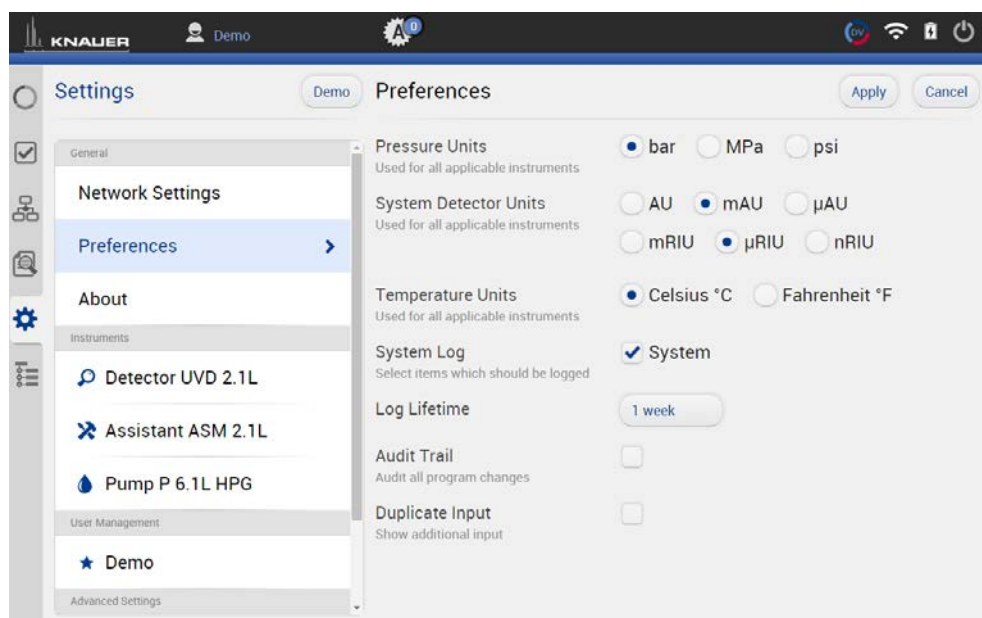 KNAUER
Demo
A 0
OV
Settings
Demo
Preferences
Apply
Cancel
General
Network Settings
Preferences
About
Instruments
Detector UVD 2.1L
Assistant ASM 2.1L
Pump P 6.1L HPG
User Management
Demo
Advanced Settings
Pressure Units
Used for all applicable instruments
bar MPa psi
System Detector Units
Used for all applicable instruments
AU mAU µAU
mRIU µRIU nRIU
Temperature Units
Used for all applicable instruments
Celsius °C Fahrenheit °F
System Log
Select items which should be logged
System
Log Lifetime
1 week
Audit Trail
Audit all program changes
Duplicate Input
Show additional input